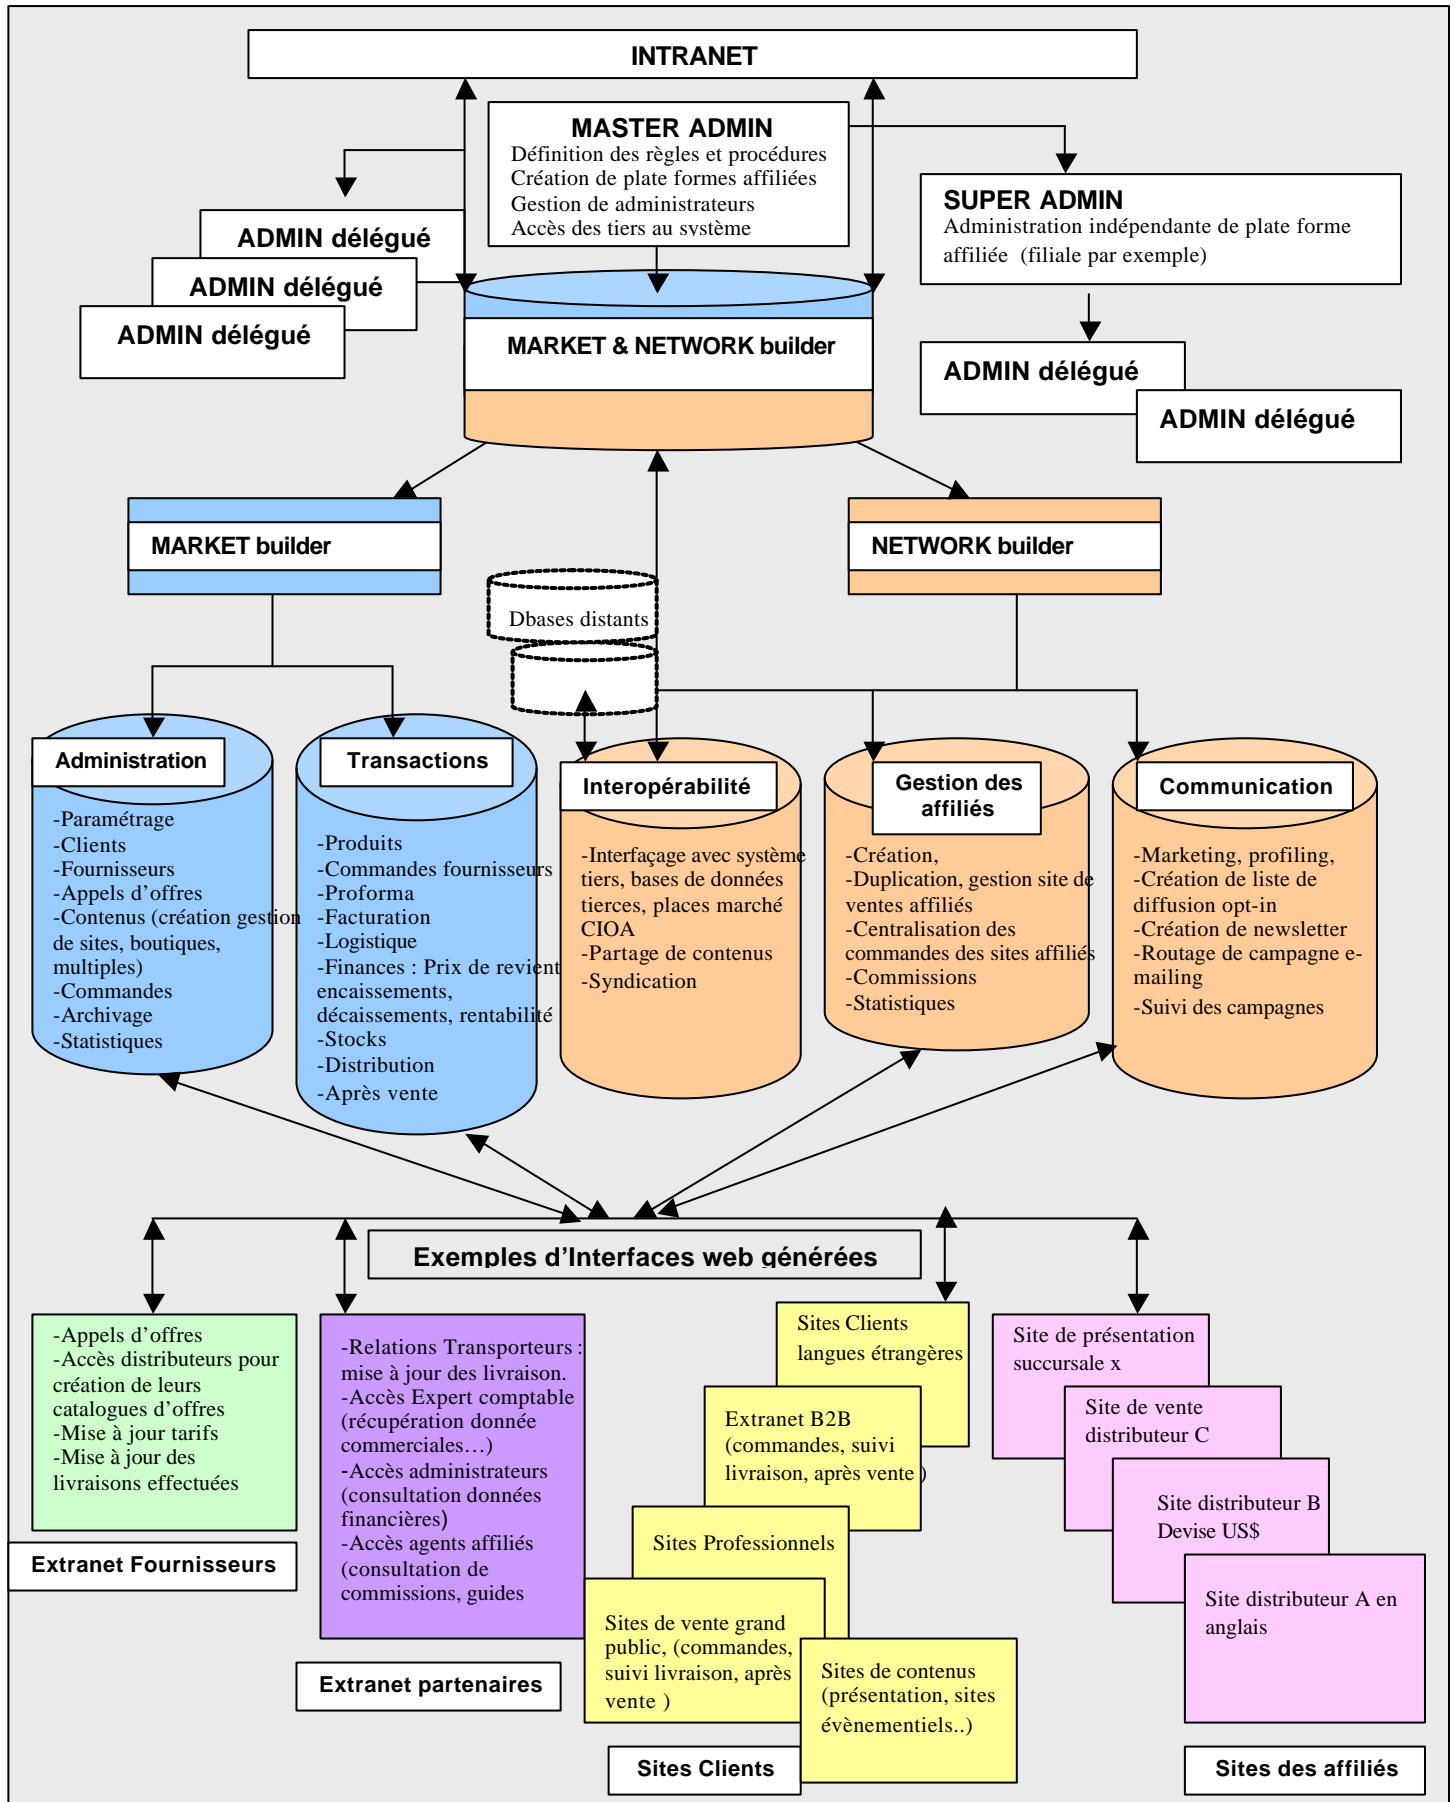 INTRANET
MASTER ADMIN
Définition des règles et procédures
Création de plate formes affiliées
Gestion de administrateurs
Accès des tiers au système
SUPER ADMIN
Administration indépendante de plate forme
affiliée (filiale par exemple)
ADMIN délégué
ADMIN délégué
ADMIN délégué
MARKET & NETWORK builder
ADMIN délégué
ADMIN délégué
MARKET builder
NETWORK builder
Dbases distants
Administration
-Paramétrage
-Clients
-Fournisseurs
-Appels d’offres
-Contenus (création gestion
de sites, boutiques,
multiples)
-Commandes
-Archivage
-Statistiques
Transactions
-Produits
-Commandes fournisseurs
-Proforma
-Facturation
-Logistique
-Finances : Prix de revient
encaissements,
décaissements, rentabilité
-Stocks
-Distribution
-Après vente
Interopérabilité
-Interfaçage avec système
tiers, bases de données
tierces, places marché
CIOA
-Partage de contenus
-Syndication
Gestion des
affiliés
-Création,
-Duplication, gestion site de
ventes affiliés
-Centralisation des
commandes des sites affiliés
-Commissions
-Statistiques
Communication
-Marketing, profiling,
-Création de liste de
diffusion opt-in
-Création de newsletter
-Routage de campagne e-
mailing
-Suivi des campagnes
Exemples d’Interfaces web générées
-Appels d’offres
-Accès distributeurs pour
création de leurs
catalogues d’offres
-Mise à jour tarifs
-Mise à jour des
livraisons effectuées
Extranet Fournisseurs
-Relations Transporteurs :
mise à jour des livraison.
-Accès Expert comptable
(récupération donnée
commerciales…)
-Accès administrateurs
(consultation données
financières)
-Accès agents affiliés
(consultation de
commissions, guides
Extranet partenaires
Sites Clients
langues étrangères
Extranet B2B
(commandes, suivi
livraison, après vente )
Sites Professionnels
Sites de vente grand
public, (commandes,
suivi livraison, après
vente )
Sites de contenus
(présentation, sites
évènementiels..)
Sites Clients
Site de présentation
succursale x
Site de vente
distributeur C
Site distributeur B
Devise US$
Site distributeur A en
anglais
Sites des affiliés